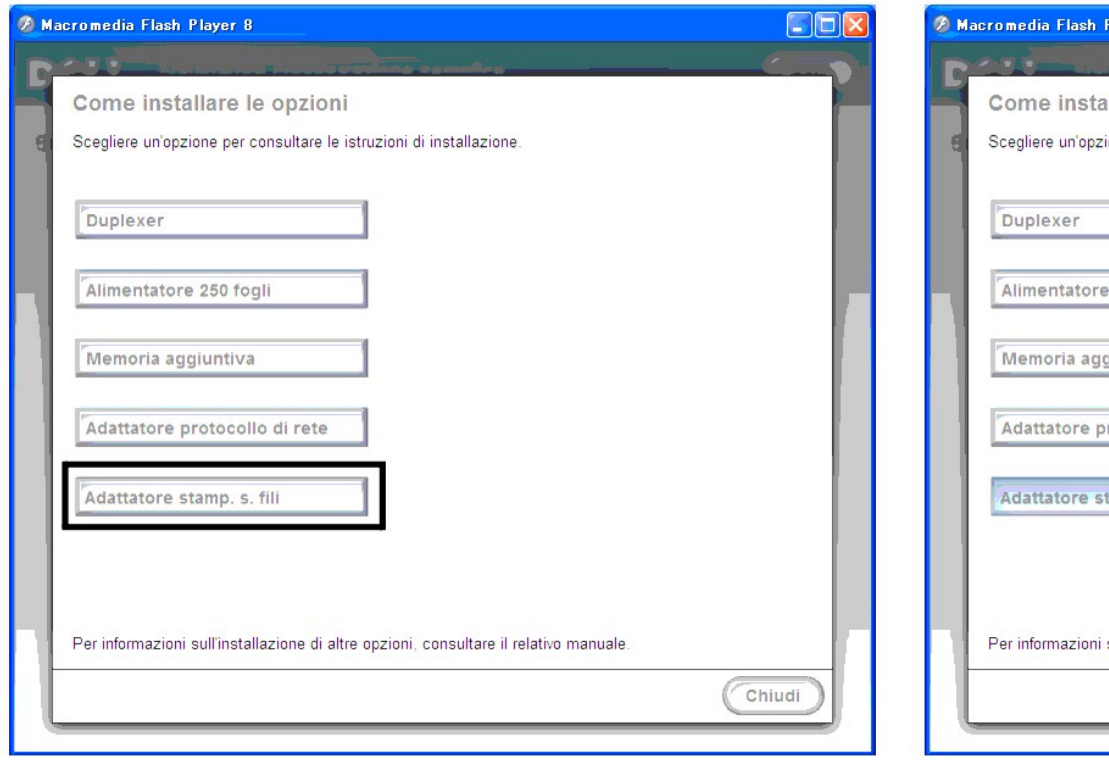 Macromedia Flash Player 8
Come installare le opzioni
Scegliere un'opzione per consultare le istruzioni di installazione.
Duplexer
Alimentatore 250 fogli
Memoria aggiuntiva
Adattatore protocollo di rete
Adattatore stamp. s. fili
Per informazioni sull'installazione di altre opzioni, consultare il relativo manuale.
Chiudi
Macromedia Flash
Come insta
Scegliere un'opzi
Duplexer
Alimentatore
Memoria agg
Adattatore pr
Adattatore st
Per informazioni